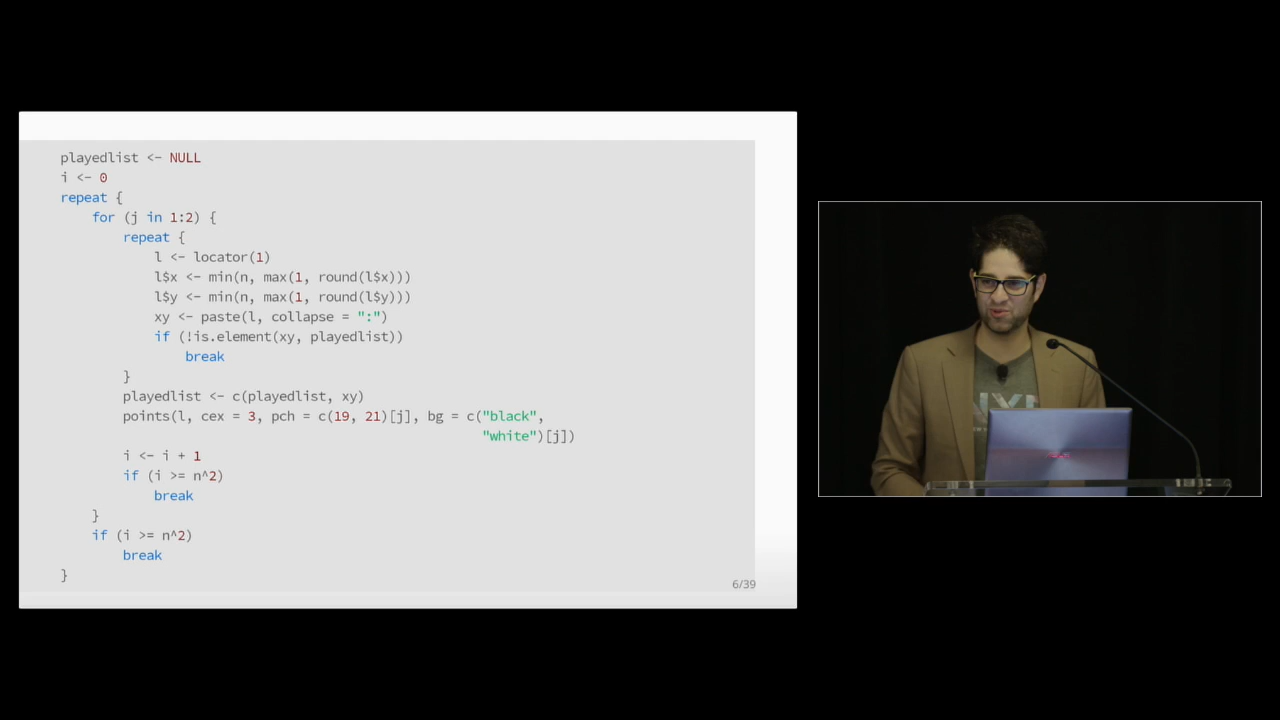 playedlist <- NULL
i <- 0
repeat {
    for (j in 1:2) {
        repeat {
            l <- locator(1)
            l$x <- min(n, max(1, round(l$x)))
            l$y <- min(n, max(1, round(l$y)))
            xy <- paste(l, collapse = ":")
            if (!is.element(xy, playedlist))
                break
        }
        playedlist <- c(playedlist, xy)
        points(l, cex = 3, pch = c(19, 21)[j], bg = c("black",
                                                      "white")[j])
        i <- i + 1
        if (i >= n^2)
            break
    }
    if (i >= n^2)
        break
}
6/39